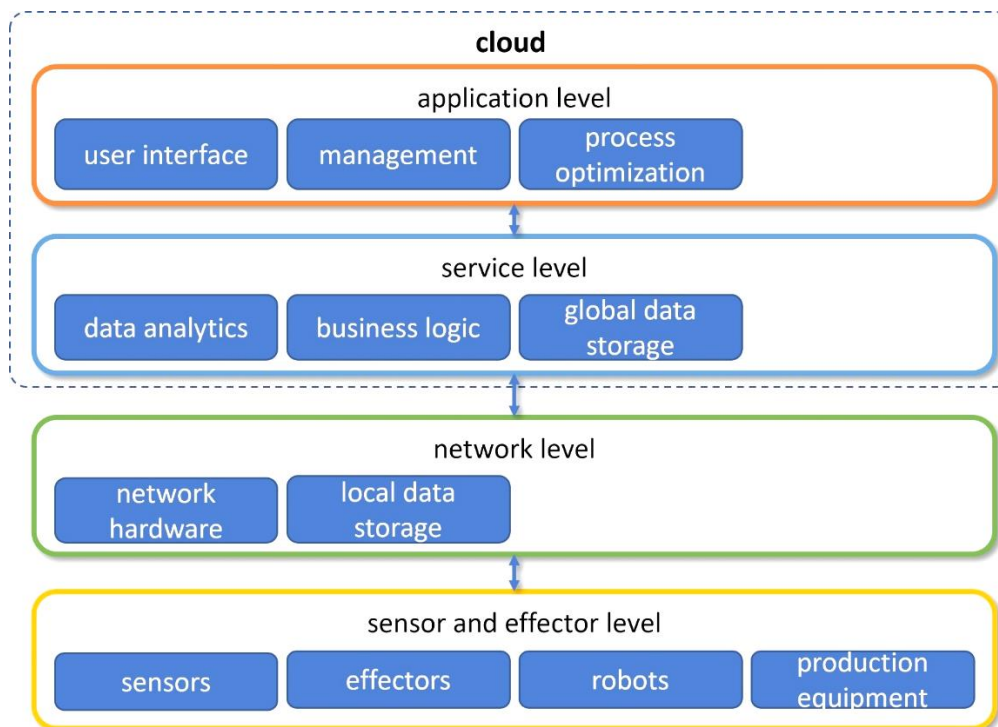 cloud
application level
user interface
management
process
optimization
service level
data analytics
business logic
global data
storage
network level
network
hardware
local data
storage
sensor and effector level
sensors
effectors
robots
production
equipment